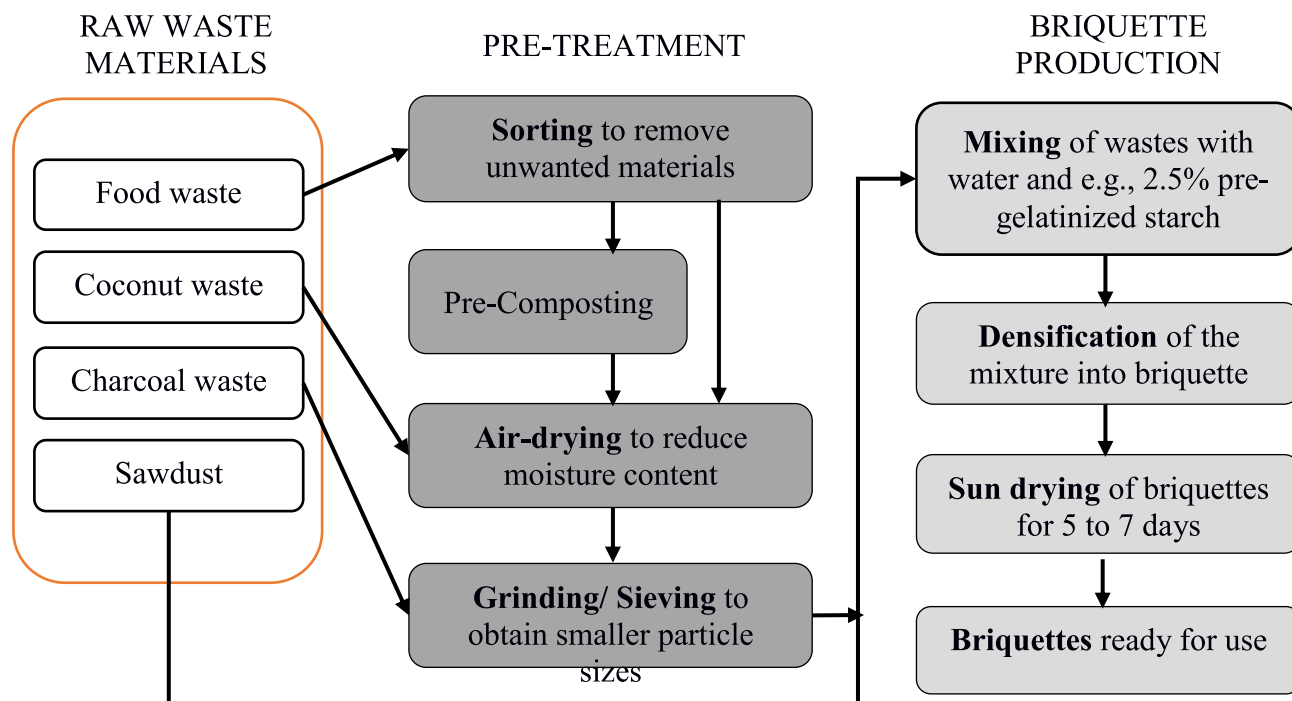 RAW WASTE
MATERIALS
Food waste
Coconut waste
Charcoal waste
Sawdust
PRE-TREATMENT
Sorting to remove
unwanted materials
Pre-Composting
Air-drying to reduce
moisture content
Grinding/ Sieving to
obtain smaller particle
sizes
BRIQUETTE
PRODUCTION
Mixing of wastes with
water and e.g., 2.5% pre-
gelatinized starch
Densification of the
mixture into briquette
Sun drying of briquettes
for 5 to 7 days
Briquettes ready for use